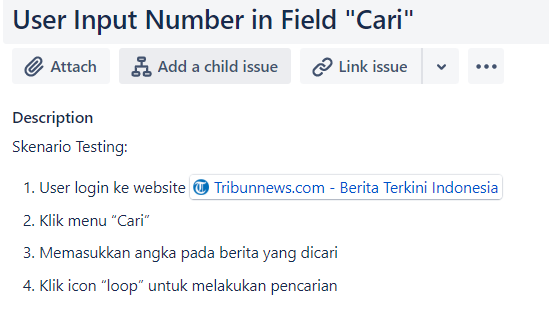 User Input Number in Field "Cari"
Attach
Add a child issue
Link issue
Description
Skenario Testing:
1. User login ke website Tribunnews.com - Berita Terkini Indonesia
2. Klik menu “Cari”
3. Memasukkan angka pada berita yang dicari
4. Klik icon “loop” untuk melakukan pencarian